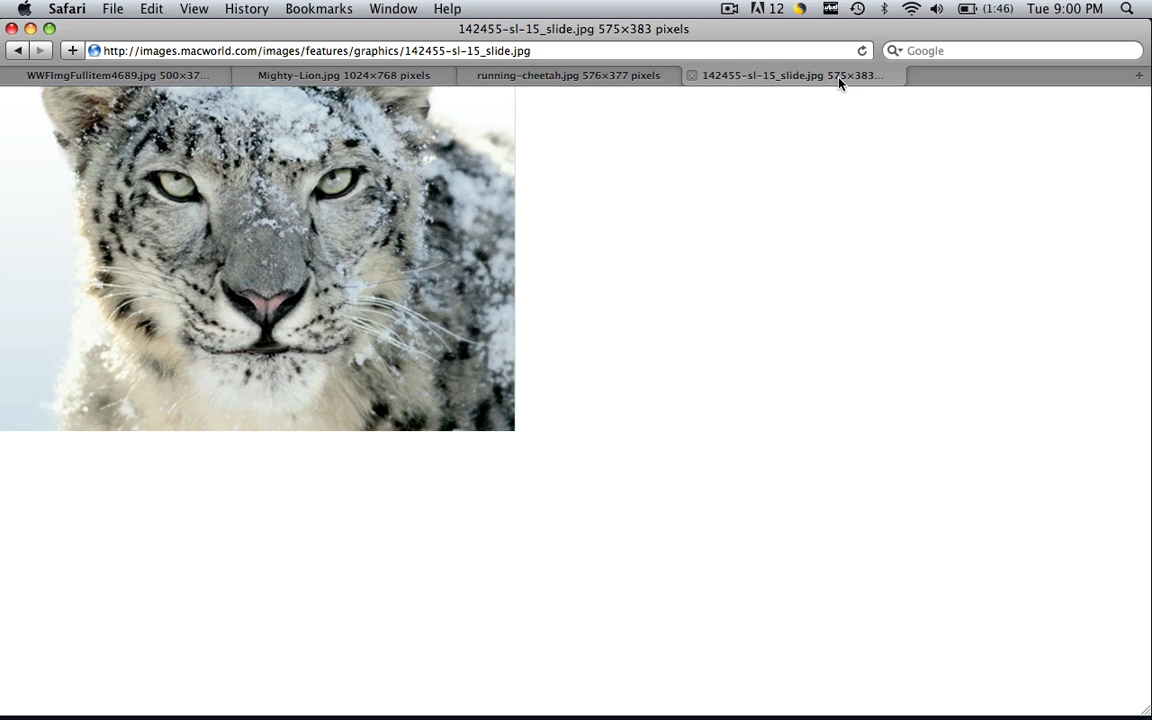 Safari File Edit View History Bookmarks Window Help 12 (1:46) Tue 9:00 PM
142455-sl-15_slide.jpg 575×383 pixels
http://images.macworld.com/images/features/graphics/142455-sl-15_slide.jpg Google
WWFImgFullitem4689.jpg 500×37... Mighty-Lion.jpg 1024×768 pixels running-cheetah.jpg 576×377 pixels 142455-sl-15_slide.jpg 575×383...